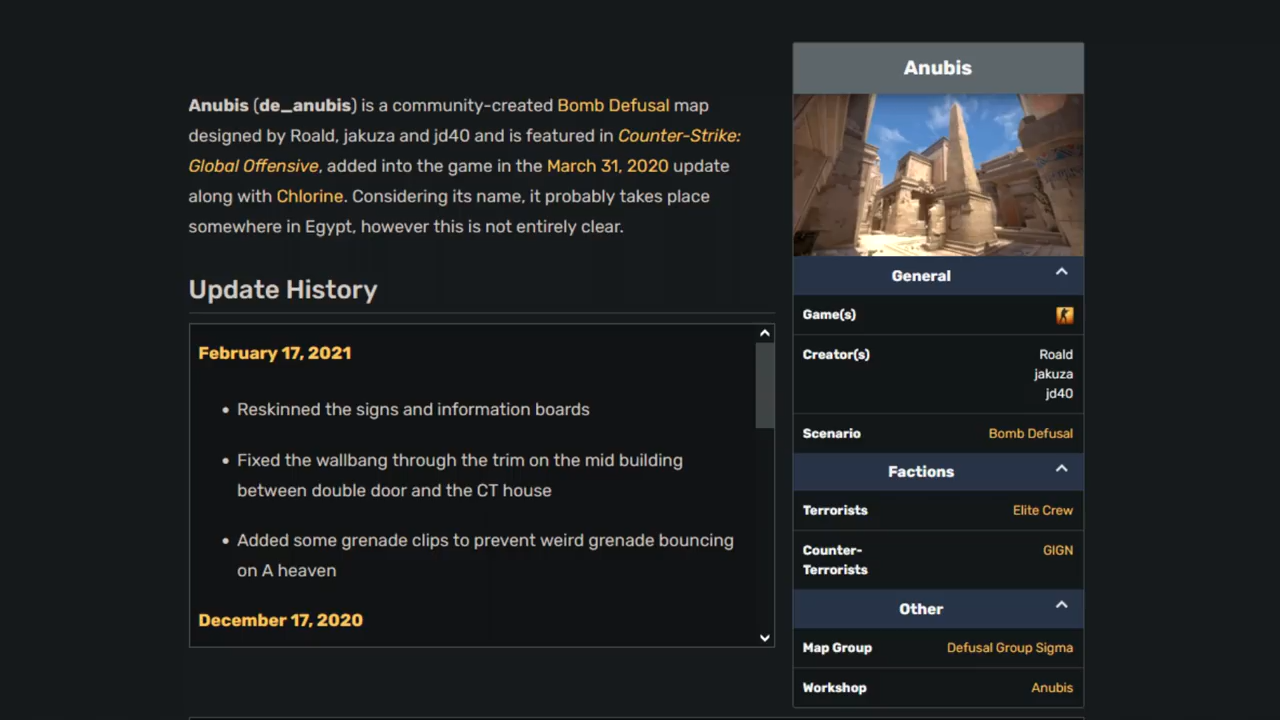 Anubis (de_anubis) is a community-created Bomb Defusal map
designed by Roald, jakuza and jd40 and is featured in Counter-Strike:
Global Offensive, added into the game in the March 31, 2020 update
along with Chlorine. Considering its name, it probably takes place
somewhere in Egypt, however this is not entirely clear.
Update History
February 17, 2021
• Reskinned the signs and information boards
• Fixed the wallbang through the trim on the mid building
between double door and the CT house
• Added some grenade clips to prevent weird grenade bouncing
on A heaven
December 17, 2020
Anubis
General
Game(s)
Creator(s) Roald
jakuza
jd40
Scenario Bomb Defusal
Factions
Terrorists Elite Crew
Counter- GIGN
Terrorists
Other
Map Group Defusal Group Sigma
Workshop Anubis